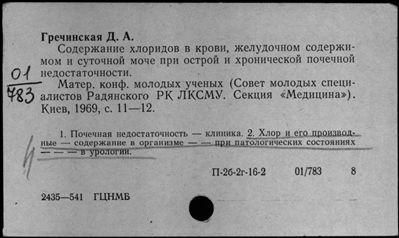 Гречинская Д. А.
Содержание хлоридов в крови, желудочном содержи-
мом и суточной моче при острой и хронической почечной
недостаточности.
01/783
Матер. конф. молодых ученых (Совет молодых специ-
алистов Радянского РК ЛКСМУ. Секция «Медицина»).
Киев, 1969, с. 11—12.
1. Почечная недостаточность — клиника. 2. Хлор и его производ-
ные — содержание в организме — — при патологических состояниях
— — — в урологии.
П-2б-2г-16-2 01/783 8
2435—541 ГЦНМБ